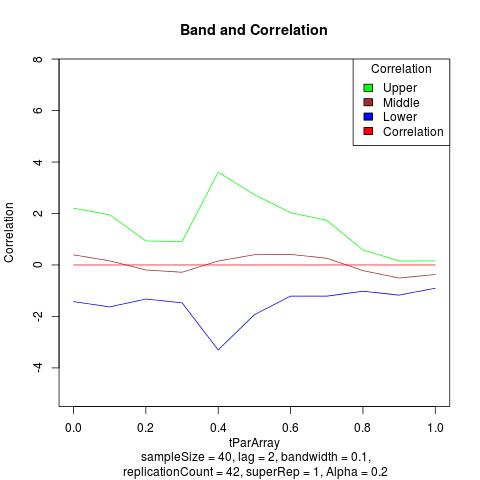 Band and Correlation
Correlation
Upper
Middle
Lower
Correlation
8
6
4
2
0
-2
-4
Correlation
0.0 0.2 0.4 0.6 0.8 1.0
tParArray
sampleSize = 40, lag = 2, bandwidth = 0.1,
replicationCount = 42, superRep = 1, Alpha = 0.2